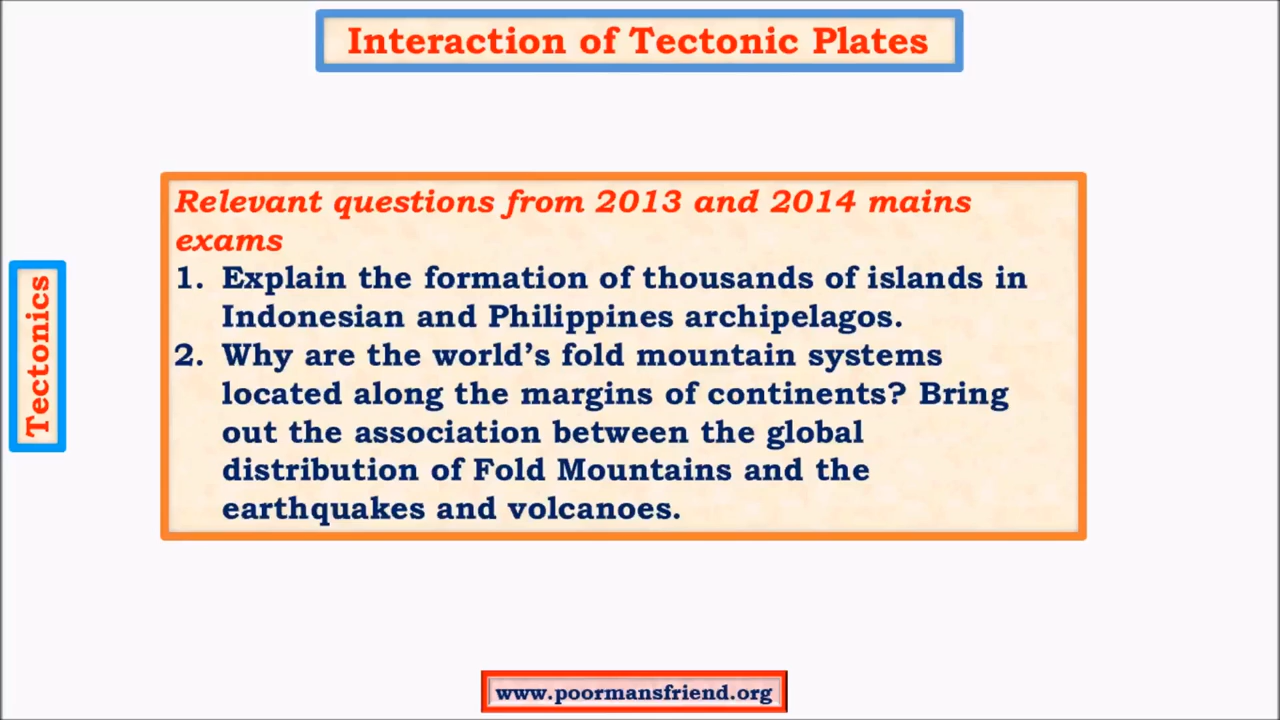 Interaction of Tectonic Plates
Relevant questions from 2013 and 2014 mains
exams
1. Explain the formation of thousands of islands in
Indonesian and Philippines archipelagos.
2. Why are the world's fold mountain systems
located along the margins of continents? Bring
out the association between the global
distribution of Fold Mountains and the
earthquakes and volcanoes.
Tectonics
www.poormansfriend.org